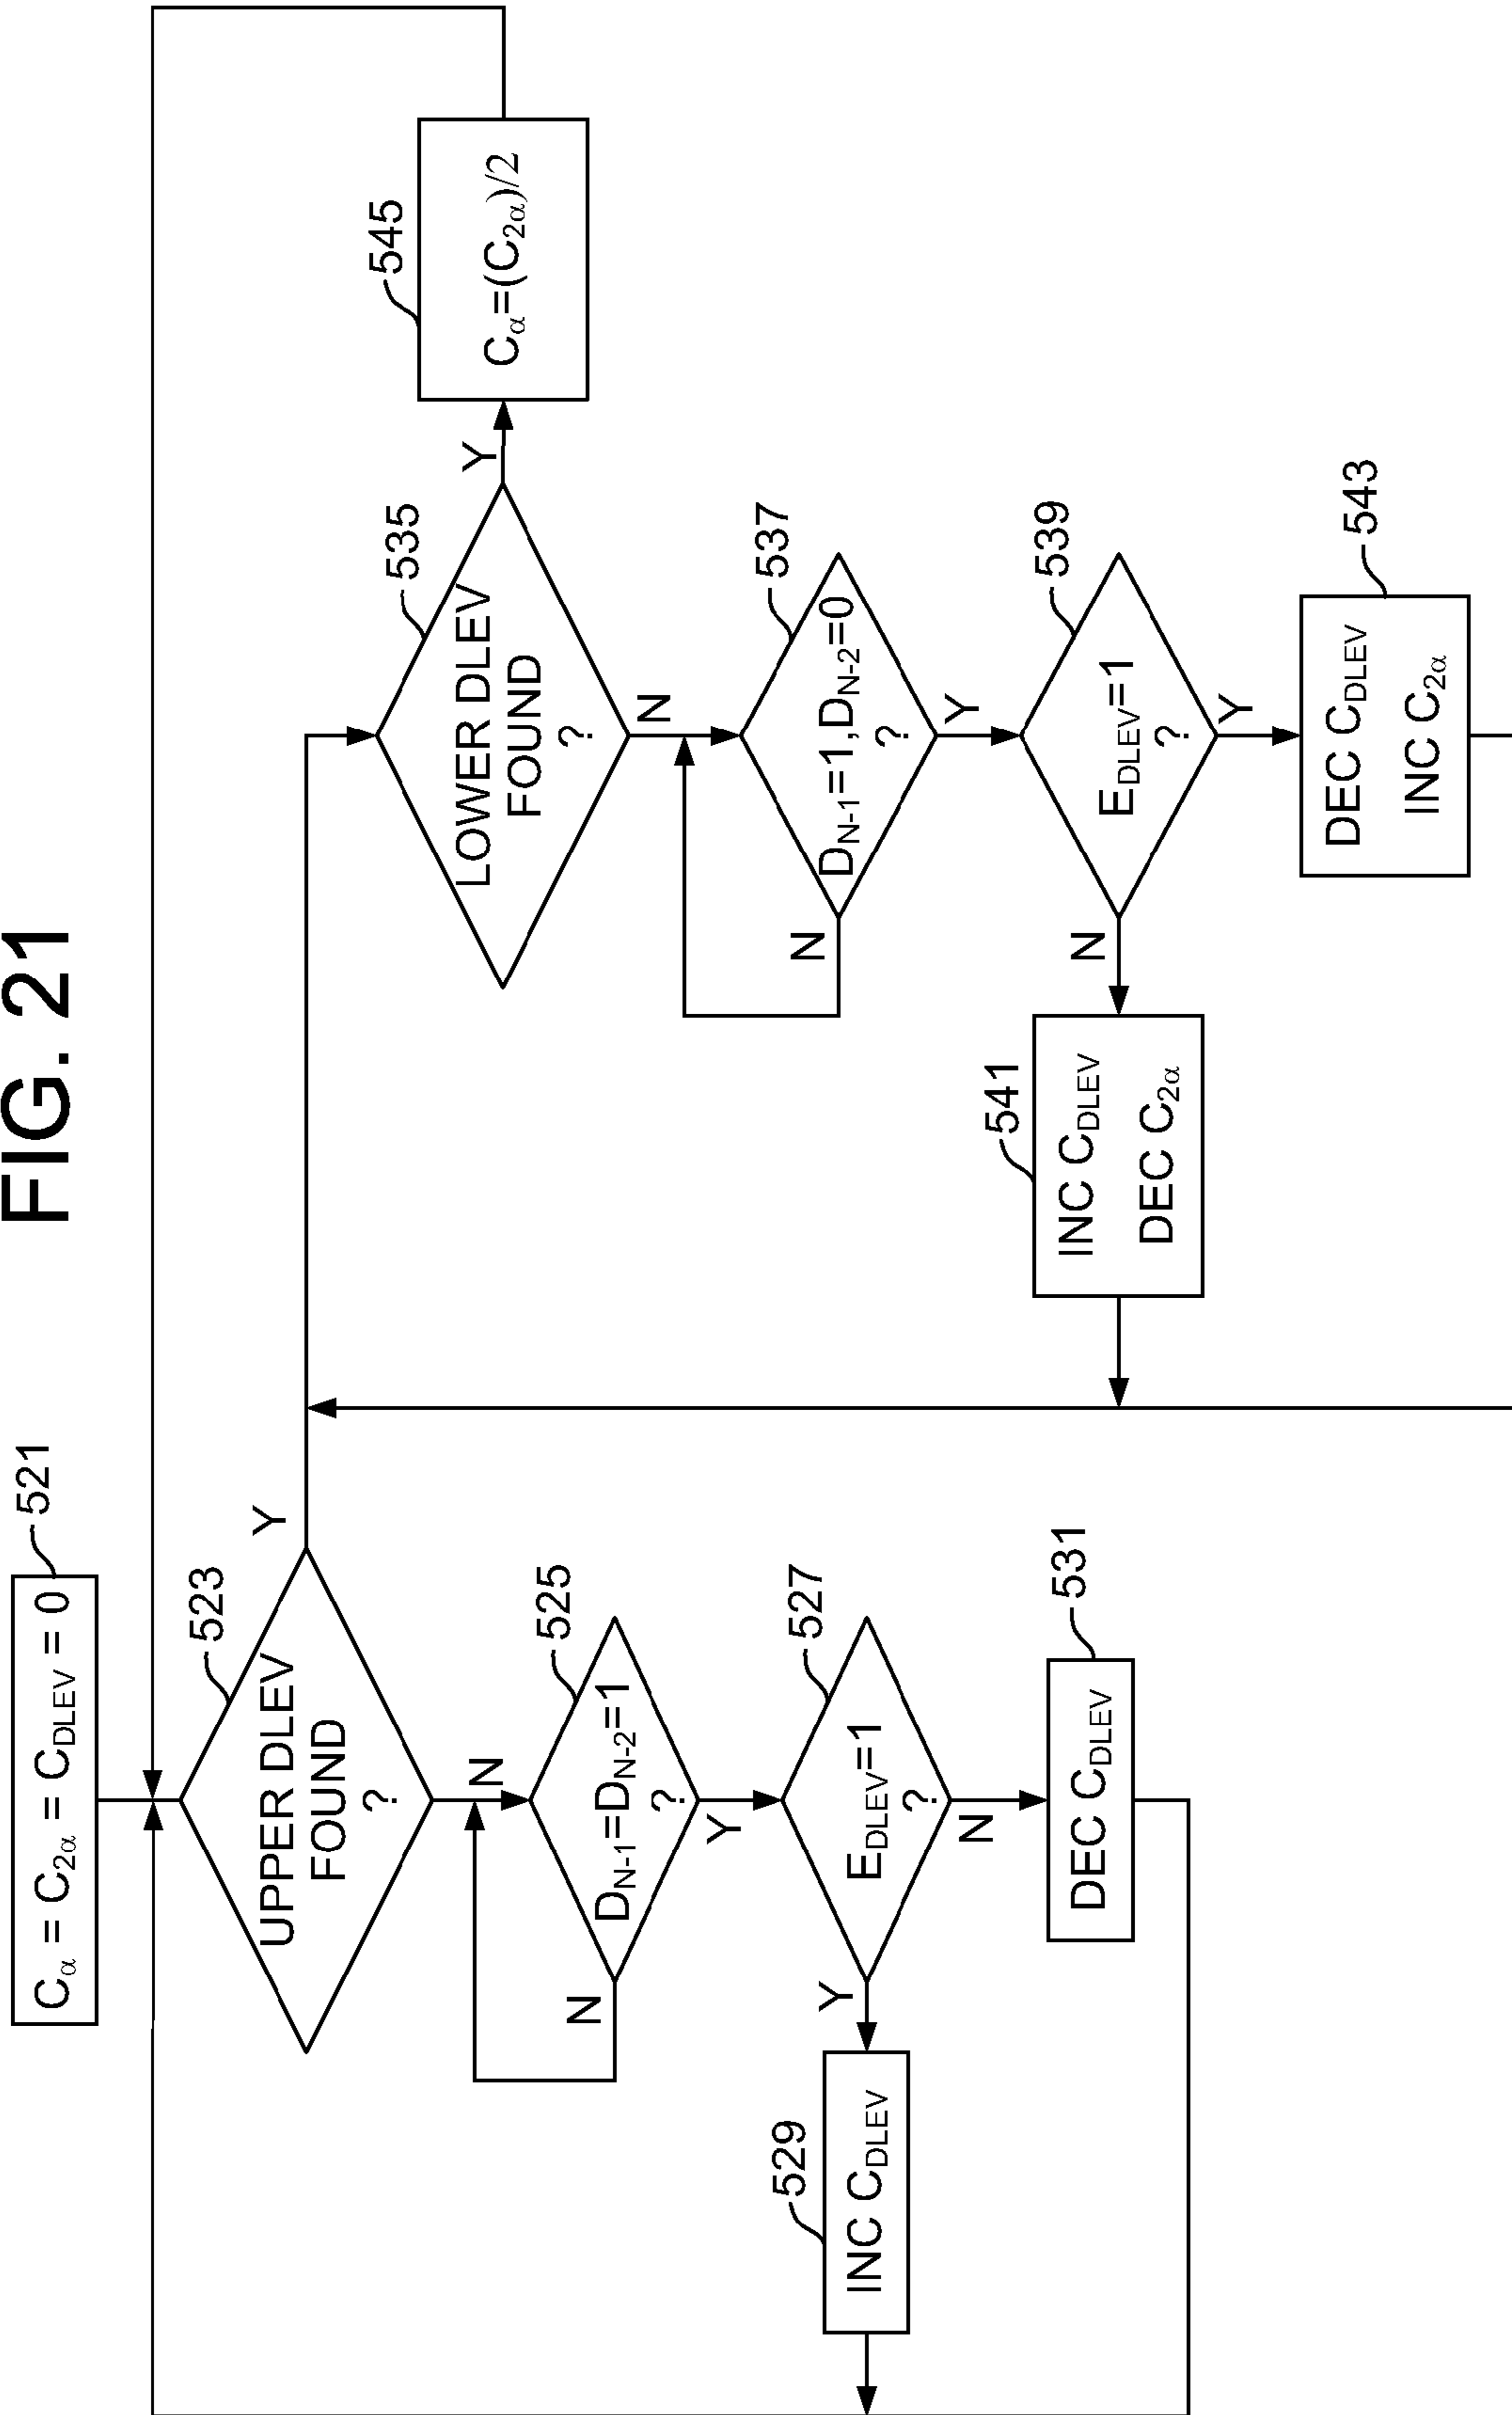 FIG. 21
521
Cα = C2α = CDLEV = 0
523
UPPER DLEV
FOUND
?
Y
N
525
DN-1=DN-2=1
?
N
Y
527
EDLEV=1
?
Y
N
529
INC CDLEV
531
DEC CDLEV
535
LOWER DLEV
FOUND
?
Y
N
545
Cα=(C2α)/2
537
DN-1=1,DN-2=0
?
N
Y
539
EDLEV=1
?
N
Y
541
INC CDLEV
DEC C2α
543
DEC CDLEV
INC C2α